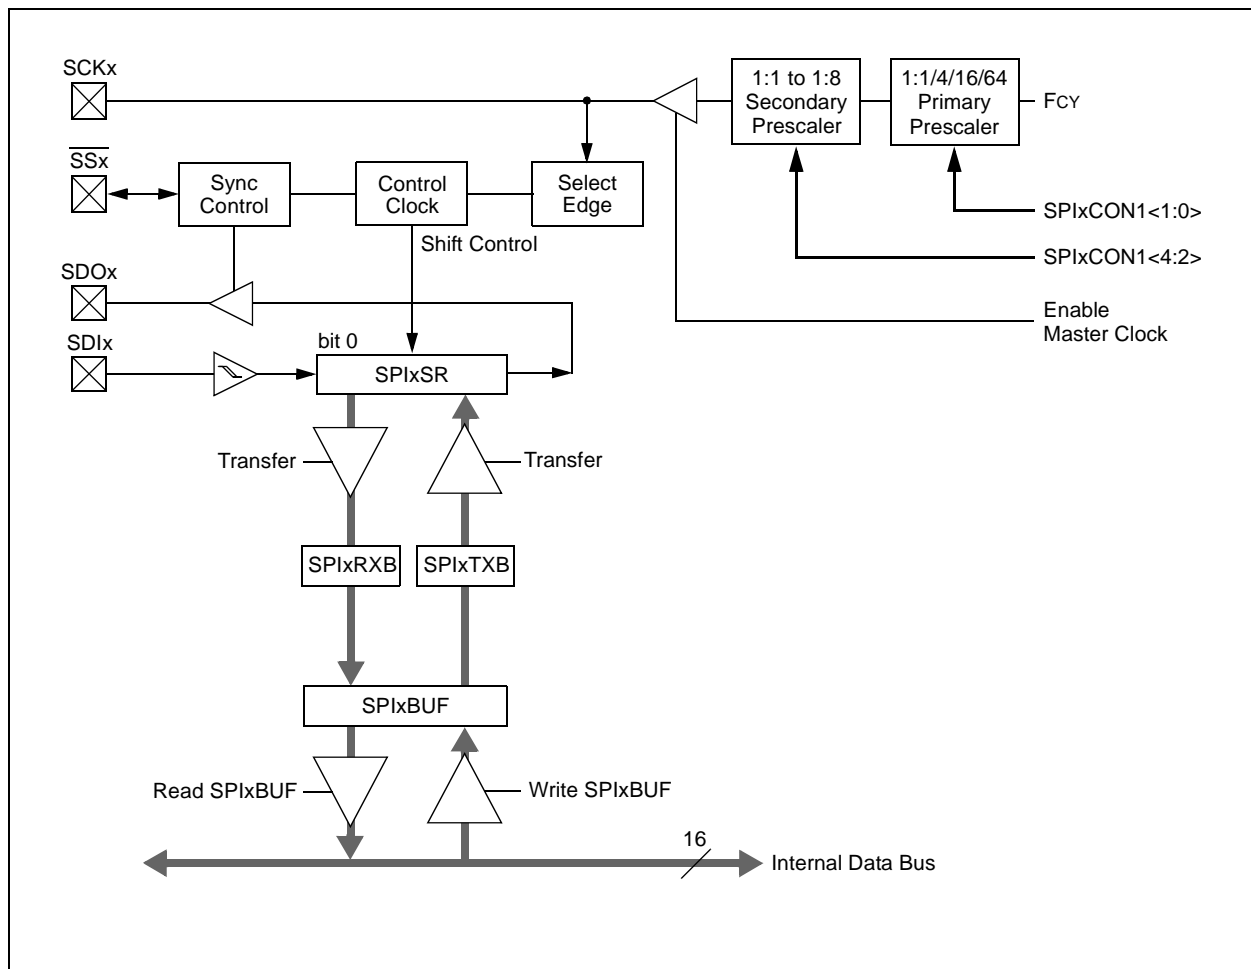 SCKx
1:1 to 1:8
Secondary
Prescaler
1:1/4/16/64
Primary
Prescaler
FCY
SSx
Sync
Control
Control
Clock
Select
Edge
SPIxCON1<1:0>
Shift Control
SPIxCON1<4:2>
SDOx
Enable
Master Clock
SDIx
bit 0
SPIxSR
Transfer
Transfer
SPIxRXB
SPIxTXB
SPIxBUF
Read SPIxBUF
Write SPIxBUF
16
Internal Data Bus